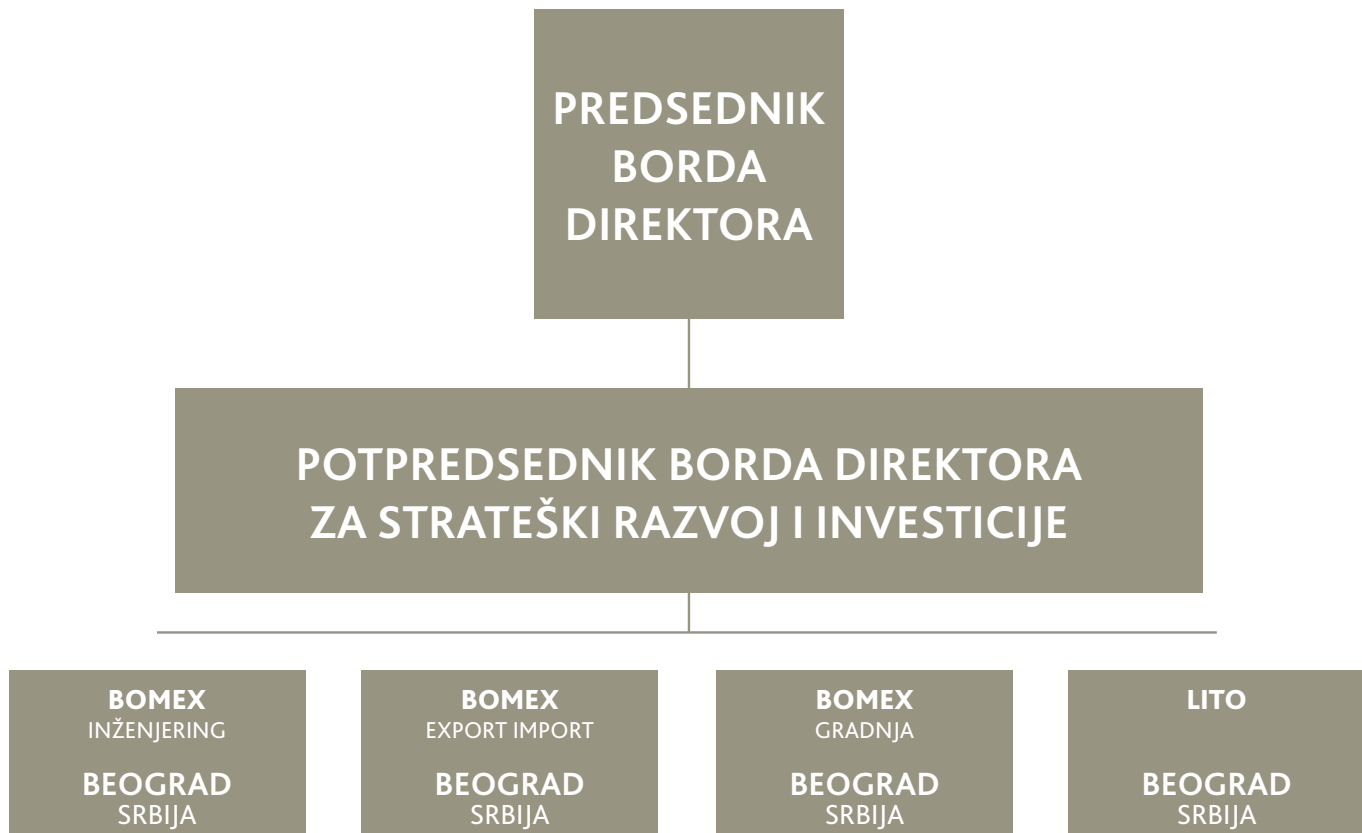 PREDSEDNIK
BORDA
DIREKTORA
POTPREDSEDNIK BORDA DIREKTORA
ZA STRATEŠKI RAZVOJ I INVESTICIJE
BOMEX
INŽENJERING
BEOGRAD
SRBIJA
BOMEX
EXPORT IMPORT
BEOGRAD
SRBIJA
BOMEX
GRADNJA
BEOGRAD
SRBIJA
LITO
BEOGRAD
SRBIJA